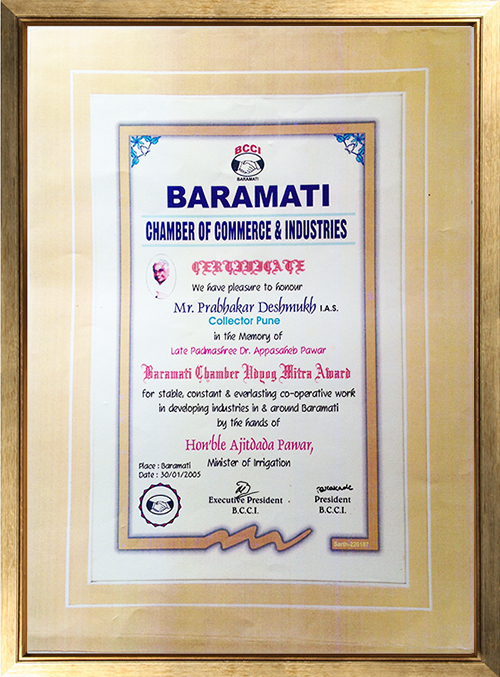 BCCI
BARAMATI
BARAMATI
CHAMBER OF COMMERCE & INDUSTRIES
CERTIFICATE
We have pleasure to honour
Mr. Prabhakar Deshmukh I.A.S.
Collector Pune
in the Memory of
Late Padmashree Dr. Appasaheb Pawar
Baramati Chamber Udyog Mitra Award
for stable, constant & everlasting co-operative work
in developing industries in & around Baramati
by the hands of
Hon'ble Ajitdada Pawar,
Minister of Irrigation
Place : Baramati
Date : 30/01/2005
Executive President
B.C.C.I.
President
B.C.C.I.